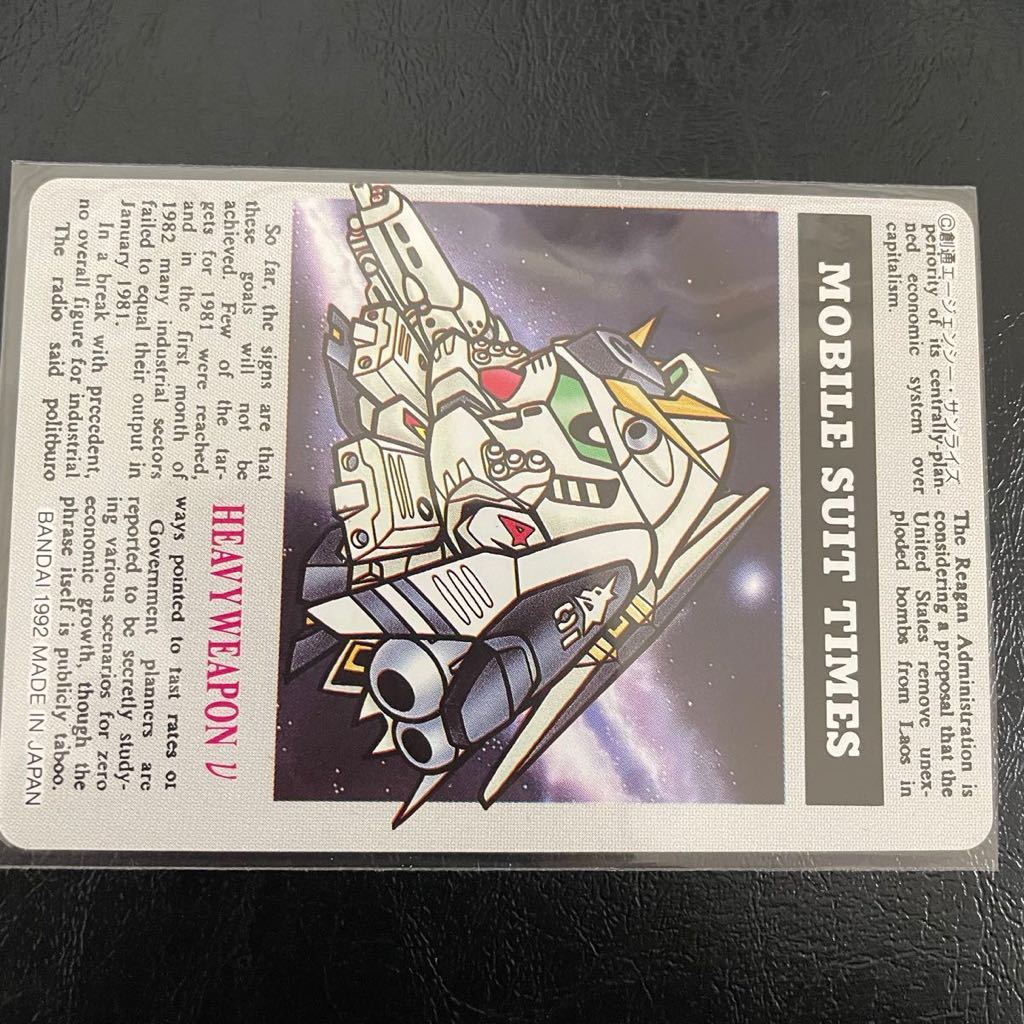 ©創通エージェンシー・サンライズ
periority of its centrally-plan-
ned economic system over
capitalism.
The Reagan Administration is
considering a proposal that the
United States remove unex-
ploded bombs from Laos in
MOBILE SUIT TIMES
So far, the signs are that
these goals will not be
achieved Few of the tar-
gets for 1981 were reached,
and in the first month of
1982 many industrial sectors
failed to equal their output in
January 1981.
In a break with precedent,
no overall figure for industrial
The radio said politburo
HEAVYWEAPON ν
ways pointed to fast rates or
Government planners are
reported to be secretly study-
ing various scenarios for zero
economic growth, though the
phrase itself is publicly taboo.
BANDAI 1992 MADE IN JAPAN